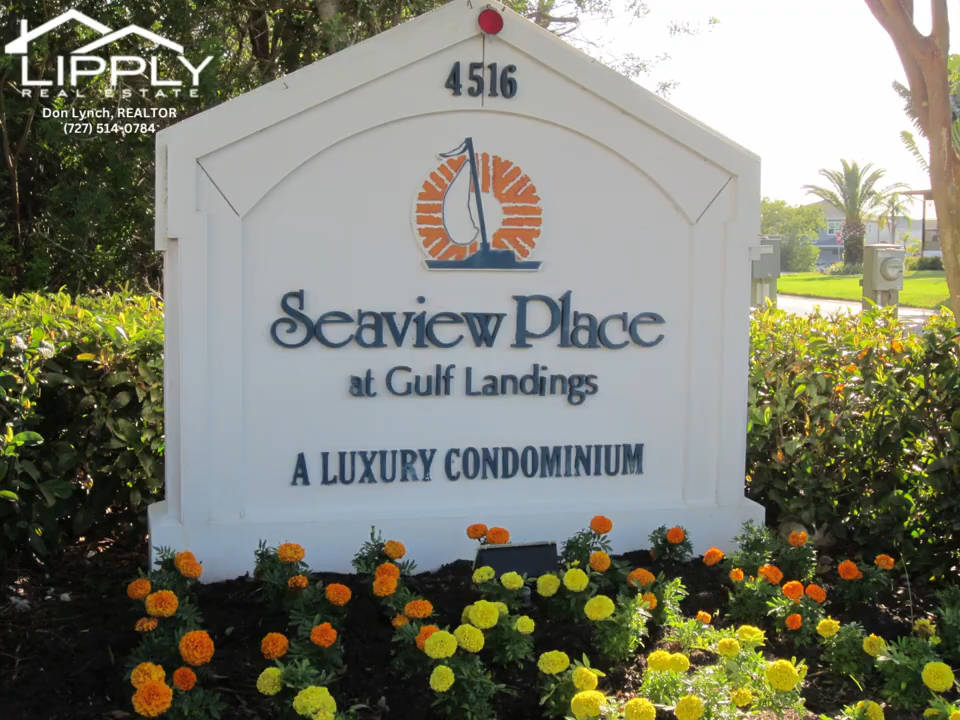 LIPPLY
REAL ESTATE
Don Lynch, REALTOR
(727) 514-0784
4516
Seaview Place
at Gulf Landings
A LUXURY CONDOMINIUM